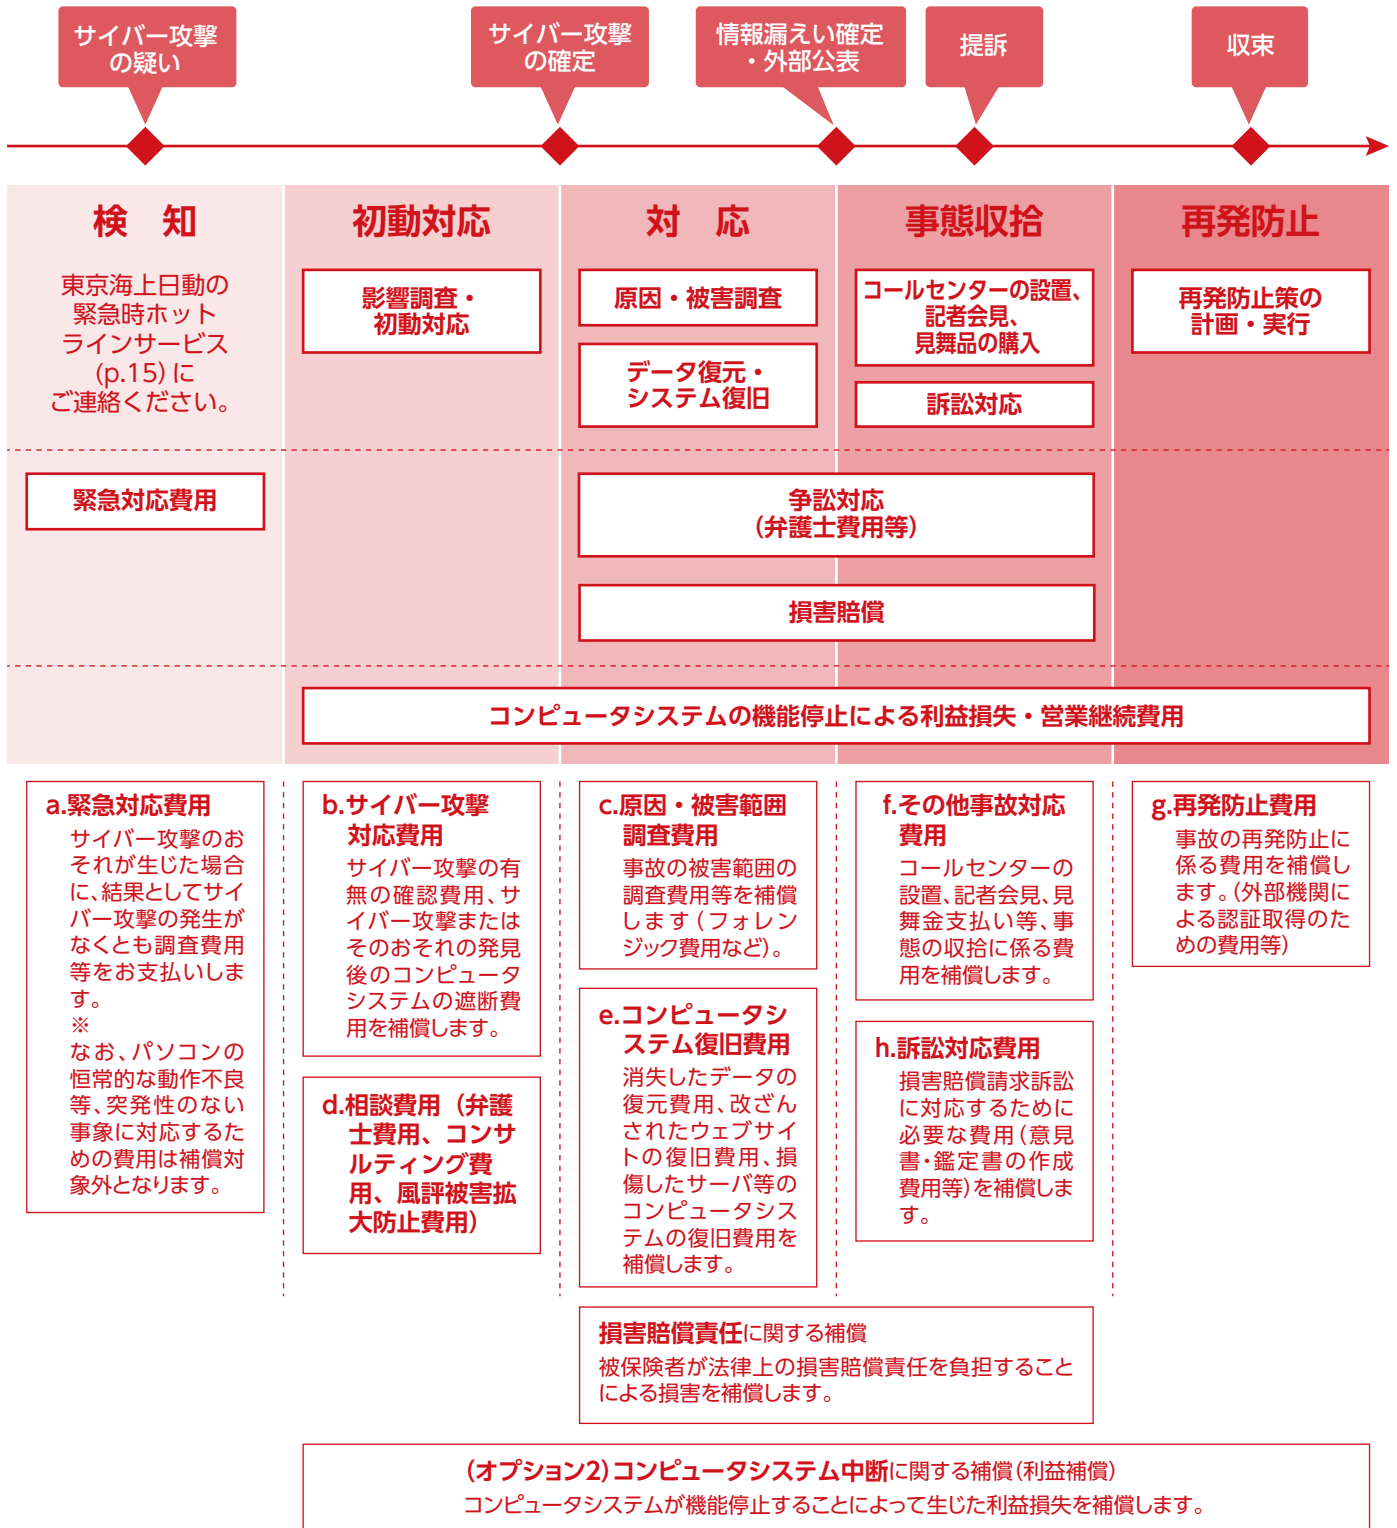 サイバー攻撃
の疑い
サイバー攻撃
の確定
情報漏えい確定
・外部公表
提訴
収束
検　知
東京海上日動の
緊急時ホット
ラインサービス
(p.15)に
ご連絡ください。
初動対応
影響調査・
初動対応
対　応
原因・被害調査
データ復元・
システム復旧
事態収拾
コールセンターの設置、
記者会見、
見舞品の購入
訴訟対応
再発防止
再発防止策の
計画・実行
緊急対応費用
争訟対応
（弁護士費用等）
損害賠償
コンピュータシステムの機能停止による利益損失・営業継続費用
a.緊急対応費用
サイバー攻撃のお
それが生じた場合
に、結果としてサイ
バー攻撃の発生が
なくとも調査費用
等をお支払いしま
す。
※
なお、パソコンの
恒常的な動作不良
等、突発性のない
事象に対応するた
めの費用は補償対
象外となります。
b.サイバー攻撃
対応費用
サイバー攻撃の有
無の確認費用、サ
イバー攻撃または
そのおそれの発見
後のコンピュータ
システムの遮断費
用を補償します。
d.相談費用（弁護
士費用、コンサ
ルティング費
用、風評被害拡
大防止費用）
c.原因・被害範囲
調査費用
事故の被害範囲の
調査費用等を補償
します（フォレン
ジック費用など）。
e.コンピュータシ
ステム復旧費用
消失したデータの
復元費用、改ざん
されたウェブサイ
トの復旧費用、損
傷したサーバ等の
コンピュータシス
テムの復旧費用を
補償します。
f.その他事故対応
費用
コールセンターの
設置、記者会見、見
舞金支払い等、事
態の収拾に係る費
用を補償します。
h.訴訟対応費用
損害賠償請求訴訟
に対応するために
必要な費用（意見
書・鑑定書の作成
費用等）を補償しま
す。
g.再発防止費用
事故の再発防止に
係る費用を補償し
ます。（外部機関に
よる認証取得のた
めの費用等）
損害賠償責任に関する補償
被保険者が法律上の損害賠償責任を負担すること
による損害を補償します。
（オプション2）コンピュータシステム中断に関する補償（利益補償）
コンピュータシステムが機能停止することによって生じた利益損失を補償します。